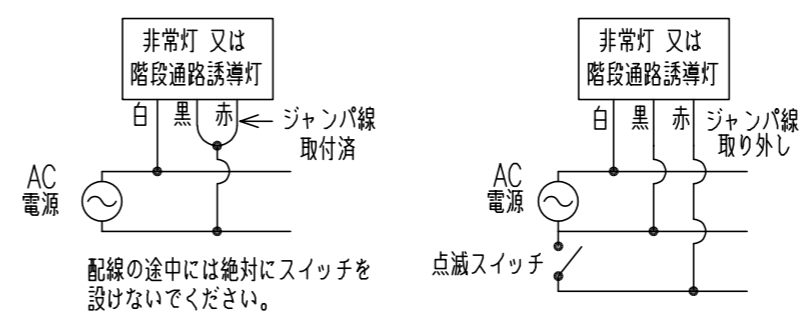 非常灯 又は
階段通路誘導灯
白 黒 赤
ジャンパ線
取付済
AC
電源
配線の途中には絶対にスイッチを
設けないでください。
非常灯 又は
階段通路誘導灯
白 黒 赤
ジャンパ線
取り外し
AC
電源
点滅スイッチ